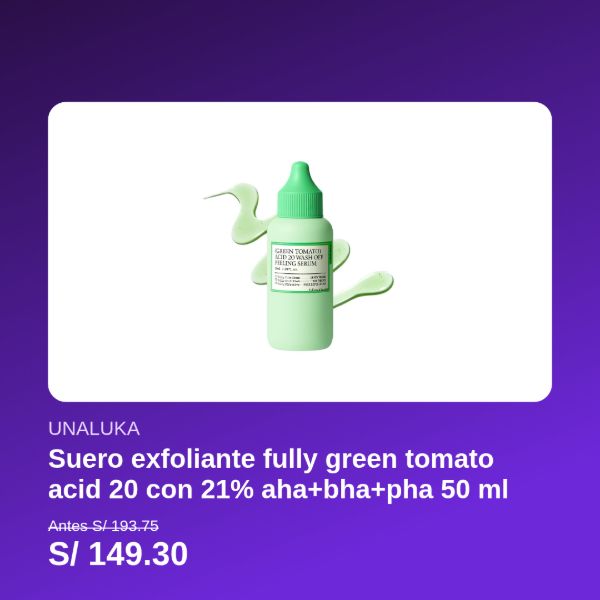 GREEN TOMATO
ACID 20 WASH OFF
PEELING SERUM
UNALUKA
Suero exfoliante fully green tomato
acid 20 con 21% aha+bha+pha 50 ml
Antes S/ 193.75
S/ 149.30